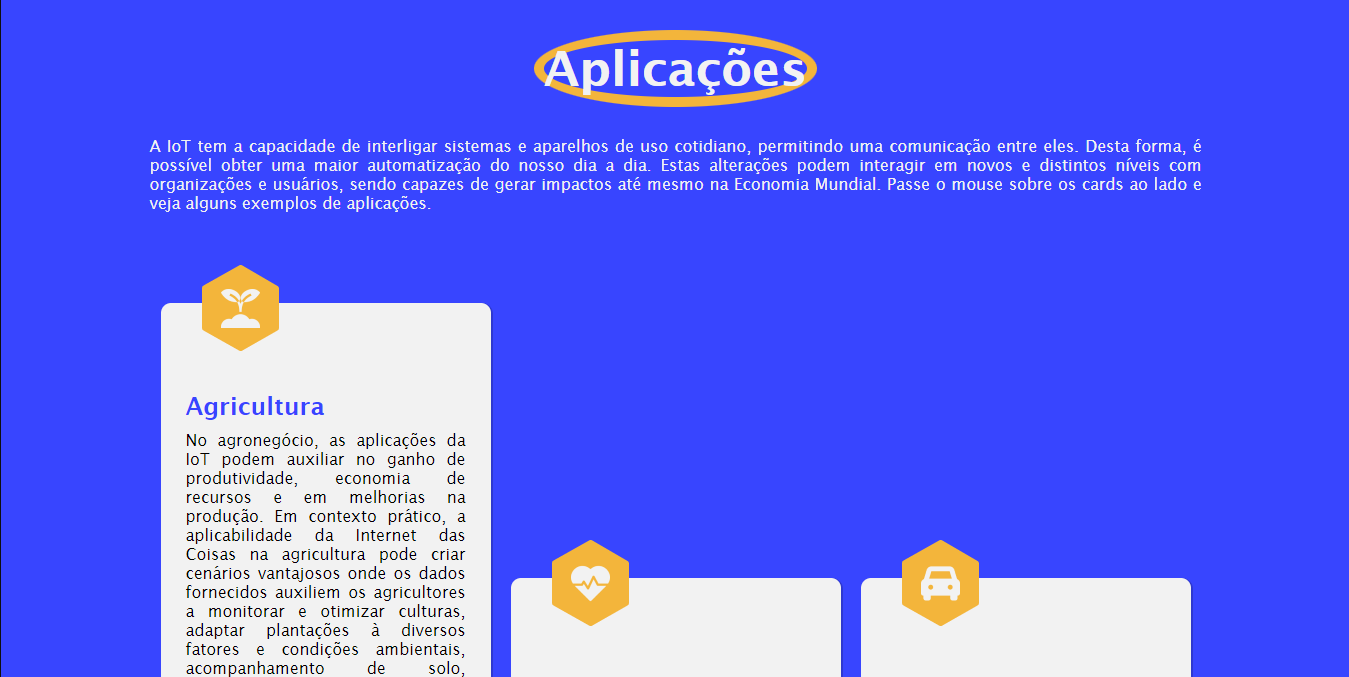 Aplicações
A IoT tem a capacidade de interligar sistemas e aparelhos de uso cotidiano, permitindo uma comunicação entre eles. Desta forma, é
possível obter uma maior automatização do nosso dia a dia. Estas alterações podem interagir em novos e distintos níveis com
organizações e usuários, sendo capazes de gerar impactos até mesmo na Economia Mundial. Passe o mouse sobre os cards ao lado e
veja alguns exemplos de aplicações.
Agricultura
No agronegócio, as aplicações da
IoT podem auxiliar no ganho de
produtividade, economia de
recursos e em melhorias na
produção. Em contexto prático, a
aplicabilidade da Internet das
Coisas na agricultura pode criar
cenários vantajosos onde os dados
fornecidos auxiliem os agricultores
a monitorar e otimizar culturas,
adaptar plantações à diversos
fatores e condições ambientais,
acompanhamento de solo,